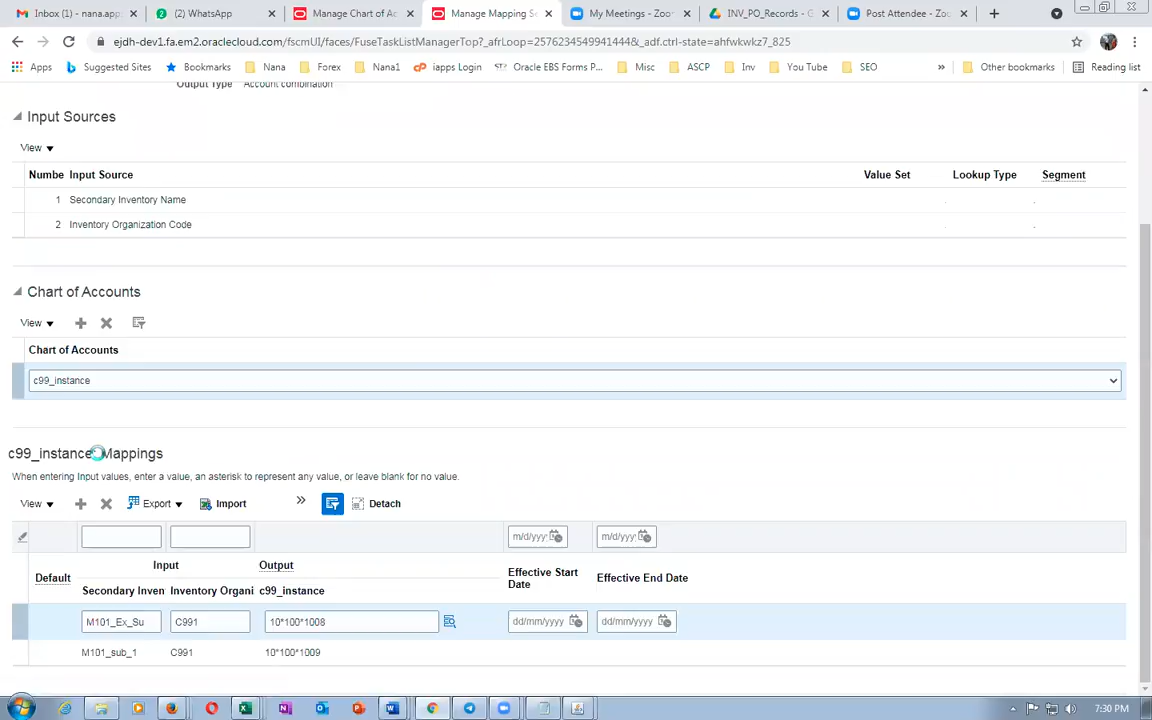 Inbox (1) - nana.app
(2) WhatsApp
Manage Chart of Ac
Manage Mapping Se
My Meetings - Zoo
INV_PO_Records - G
Post Attendee - Zoo
ejdh-dev1.fa.em2.oraclecloud.com/fscmUI/faces/FuseTaskListManagerTop?_afrLoop=2576234549941444&_adf.ctrl-state=ahfwkwkz7_825
Apps Suggested Sites Bookmarks Nana Forex Nana1 iapps Login Oracle EBS Forms P... Misc ASCP Inv You Tube SEO » Other bookmarks Reading list
Output Type Account combination
Input Sources
View
Numbe Input Source Value Set Lookup Type Segment
1 Secondary Inventory Name
2 Inventory Organization Code
Chart of Accounts
View
Chart of Accounts
c99_instance
c99_instance: Mappings
When entering Input values, enter a value, an asterisk to represent any value, or leave blank for no value.
View Export Import » Detach
m/d/yyy m/d/yyy
Input Output
Default Effective Start Date Effective End Date
Secondary Inven Inventory Organi c99_instance
M101_Ex_Su C991 10*100*1008 dd/mm/yyyy dd/mm/yyyy
M101_sub_1 C991 10*100*1009
7:30 PM